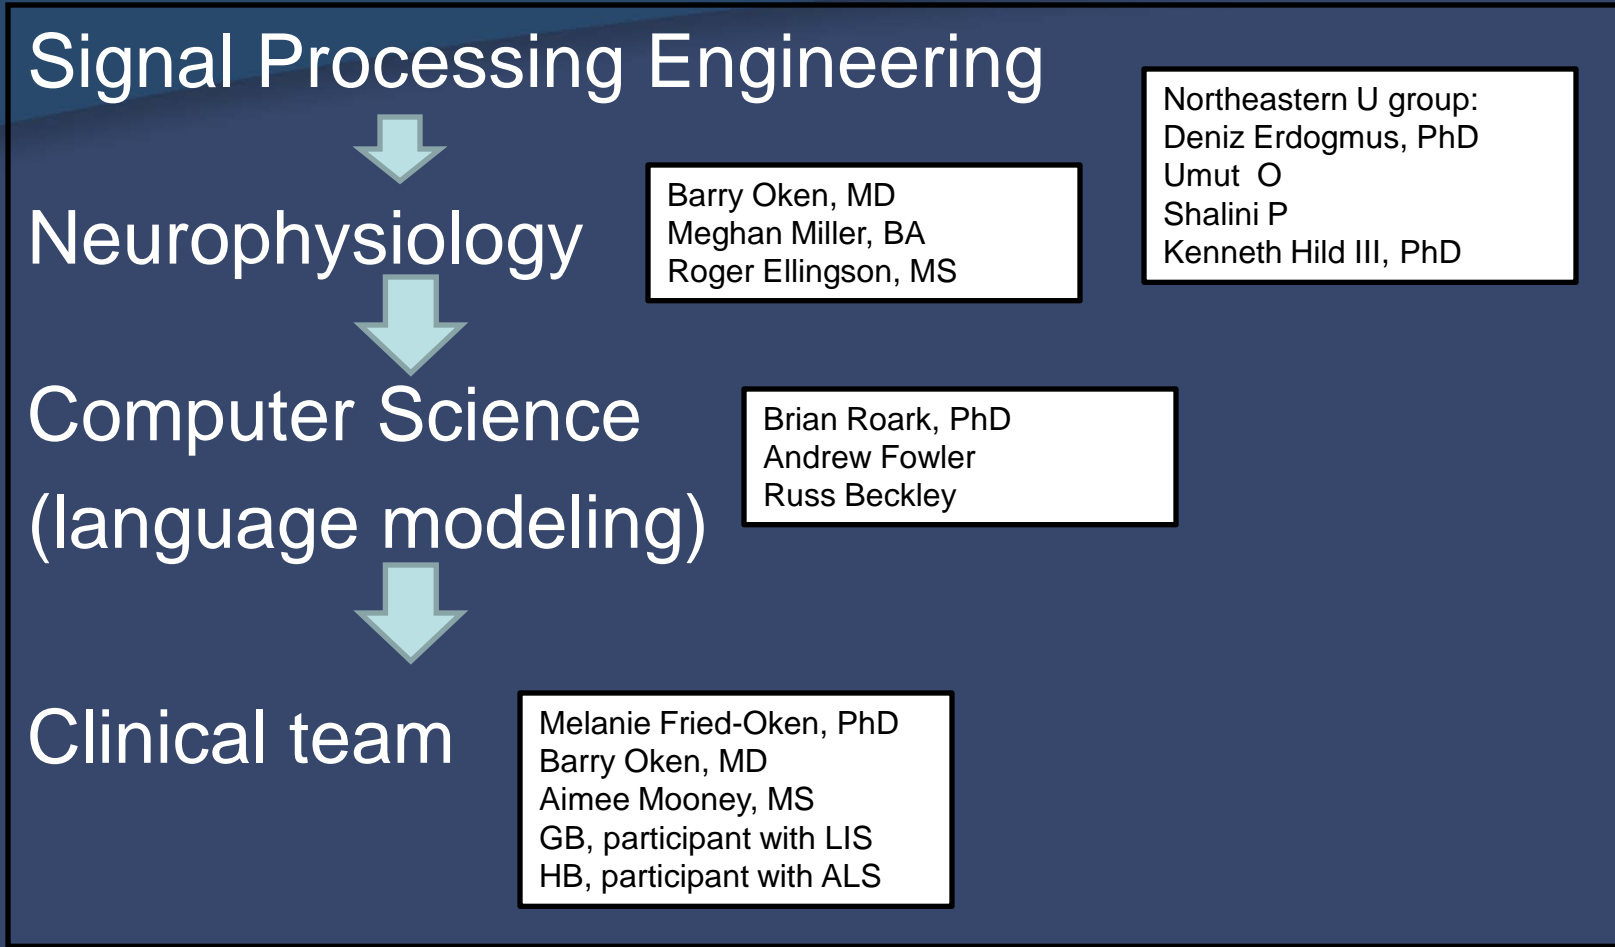 Signal Processing Engineering
Northeastern U group:
Deniz Erdogmus, PhD
Umut  O
Shalini P
Kenneth Hild III, PhD
Neurophysiology
Barry Oken, MD
Meghan Miller, BA
Roger Ellingson, MS
Computer Science
(language modeling)
Brian Roark, PhD
Andrew Fowler
Russ Beckley
Clinical team
Melanie Fried-Oken, PhD
Barry Oken, MD
Aimee Mooney, MS
GB, participant with LIS
HB, participant with ALS